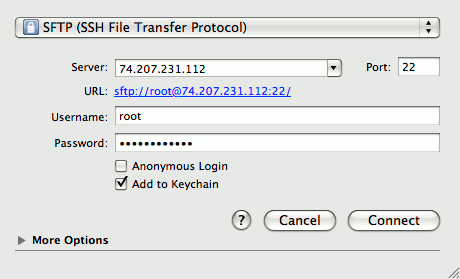 SFTP (SSH File Transfer Protocol)
Server: 74.207.231.112 Port: 22
URL: sftp://root@74.207.231.112:22/
Username: root
Password: ••••••••••••
Anonymous Login
Add to Keychain
? Cancel Connect
More Options